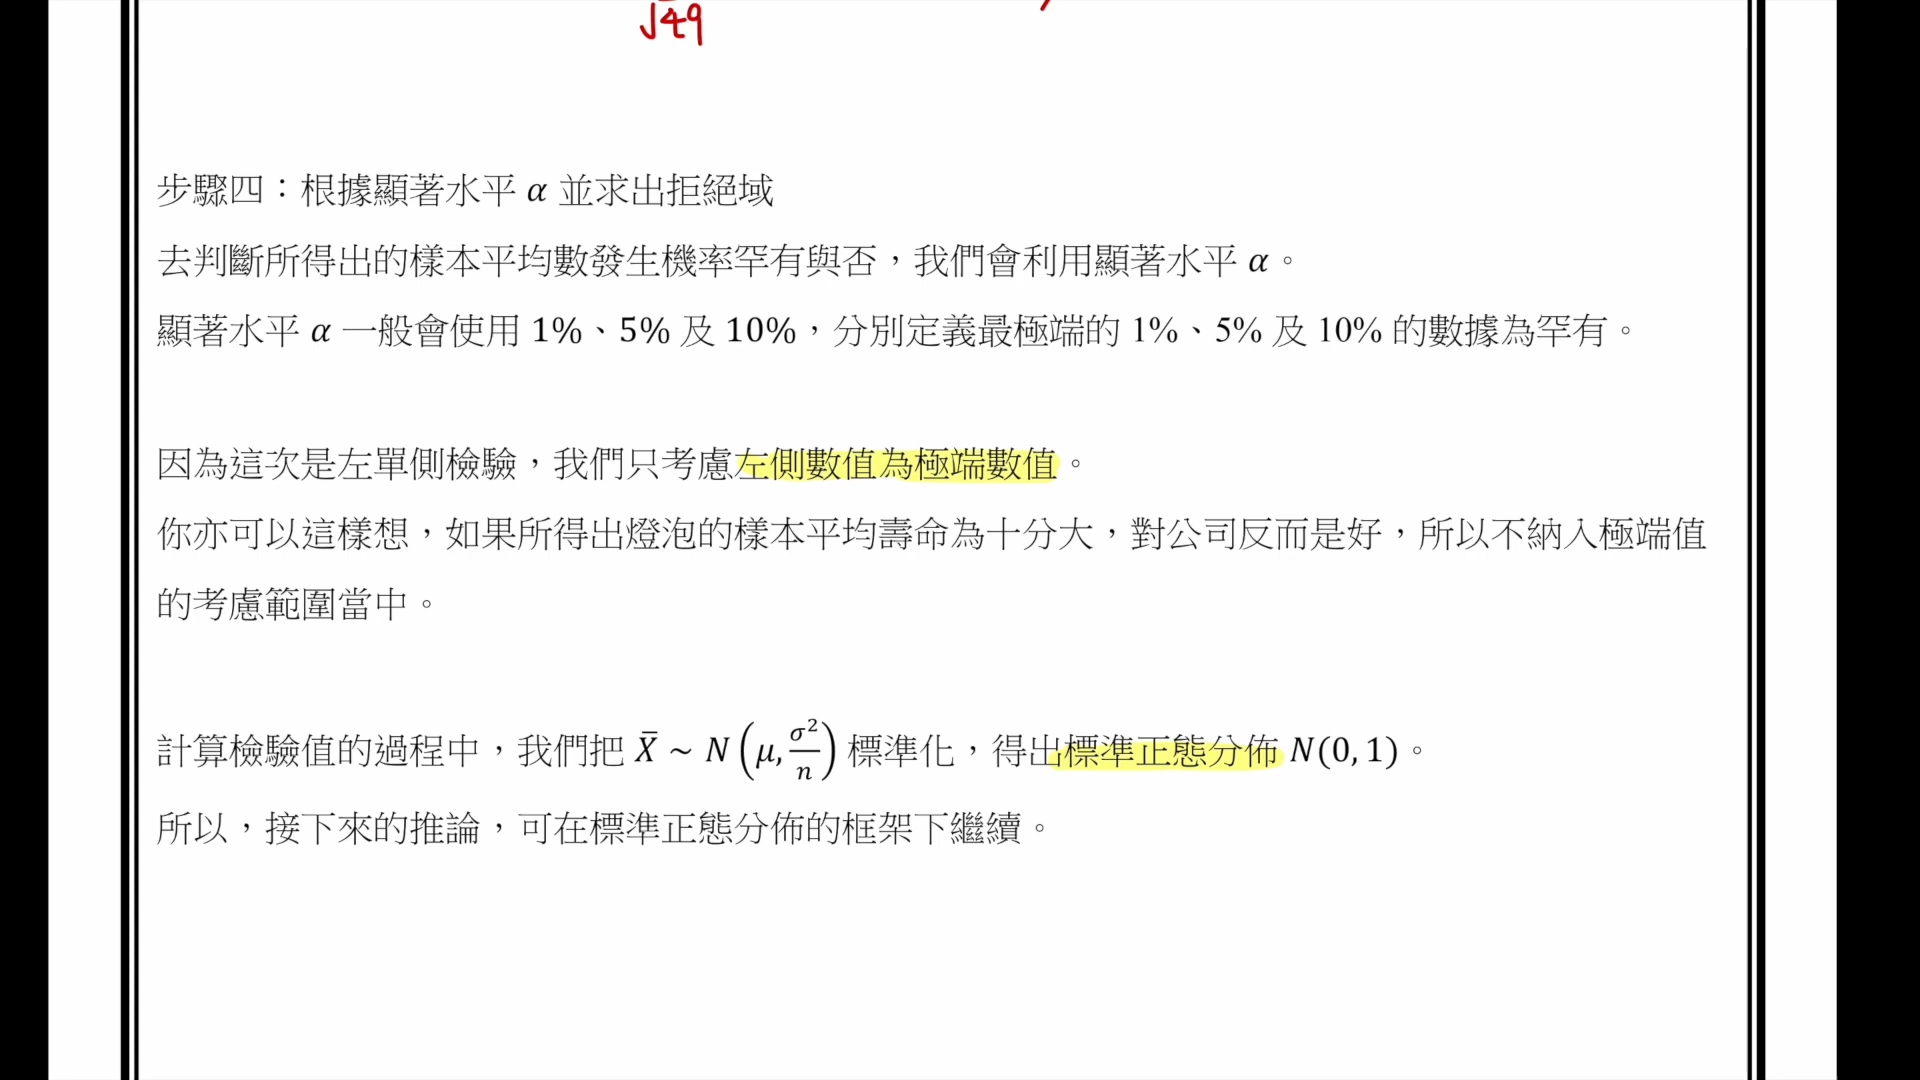 √49
步驟四：根據顯著水平 α 並求出拒絕域
去判斷所得出的樣本平均數發生機率罕有與否，我們會利用顯著水平 α。
顯著水平 α 一般會使用 1%、5% 及 10%，分別定義最極端的 1%、5% 及 10% 的數據為罕有。
因為這次是左單側檢驗，我們只考慮左側數值為極端數值。
你亦可以這樣想，如果所得出燈泡的樣本平均壽命為十分大，對公司反而是好，所以不納入極端值
的考慮範圍當中。
計算檢驗值的過程中，我們把 X̄ ~ N(μ, σ²/n) 標準化，得出標準正態分佈 N(0, 1)。
所以，接下來的推論，可在標準正態分佈的框架下繼續。